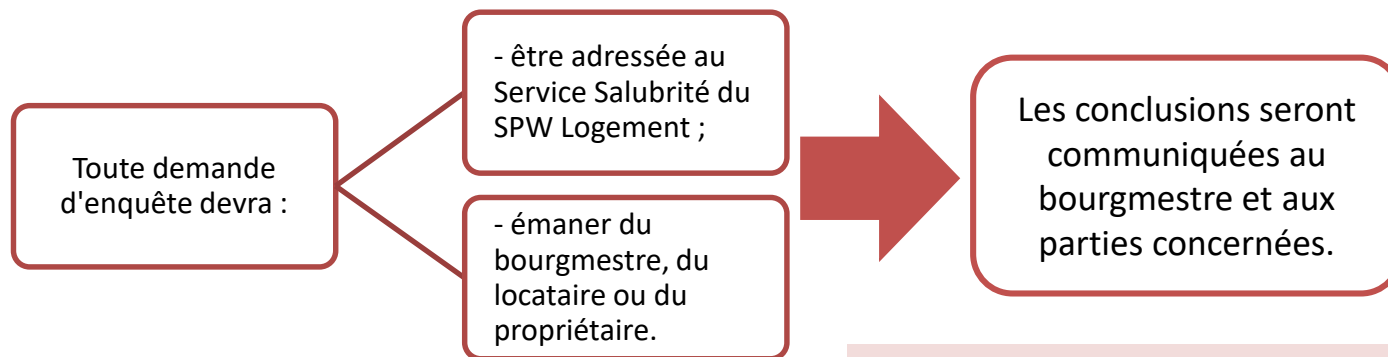 Toute demande
d'enquête devra :
- être adressée au
Service Salubrité du
SPW Logement ;
- émaner du
bourgmestre, du
locataire ou du
propriétaire.
Les conclusions seront
communiquées au
bourgmestre et aux
parties concernées.